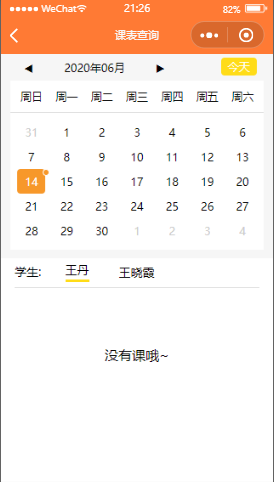 ●●●●● WeChat 21:26 82%
课表查询
◀ 2020年06月 ▶ 今天
周日 周一 周二 周三 周四 周五 周六
31 1 2 3 4 5 6
7 8 9 10 11 12 13
14 15 16 17 18 19 20
21 22 23 24 25 26 27
28 29 30 1 2 3 4
学生: 王丹 王晓霞
没有课哦~